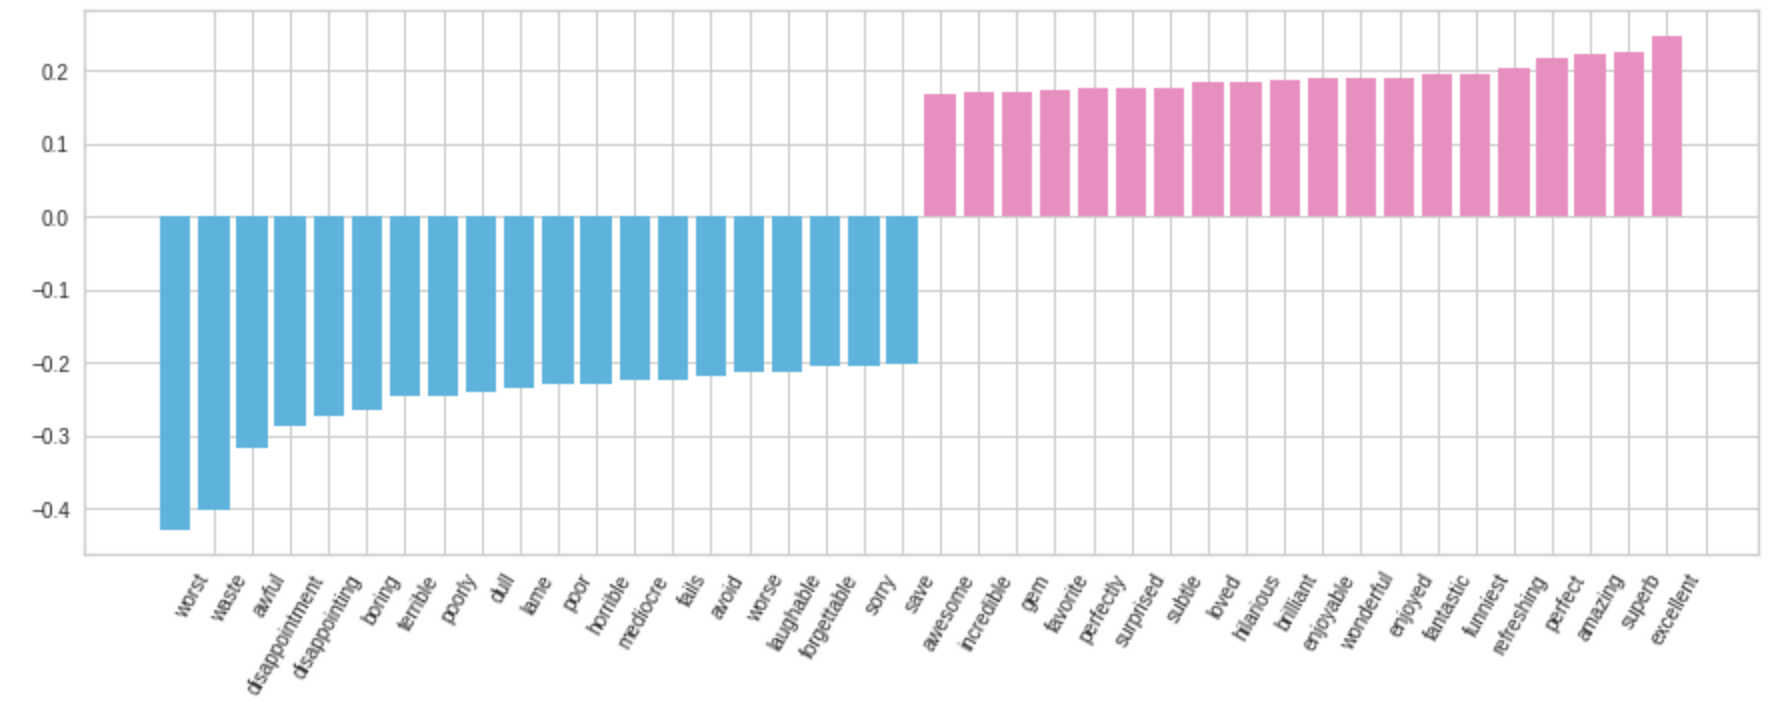 0.2
0.1
0.0
−0.1
−0.2
−0.3
−0.4
worst
waste
awful
disappointment
disappointing
boring
terrible
poorly
dull
lame
poor
horrible
mediocre
fails
avoid
worse
laughable
forgettable
sorry
save
awesome
incredible
gem
favorite
perfectly
surprised
subtle
loved
hilarious
brilliant
enjoyable
wonderful
enjoyed
fantastic
funniest
refreshing
perfect
amazing
superb
excellent